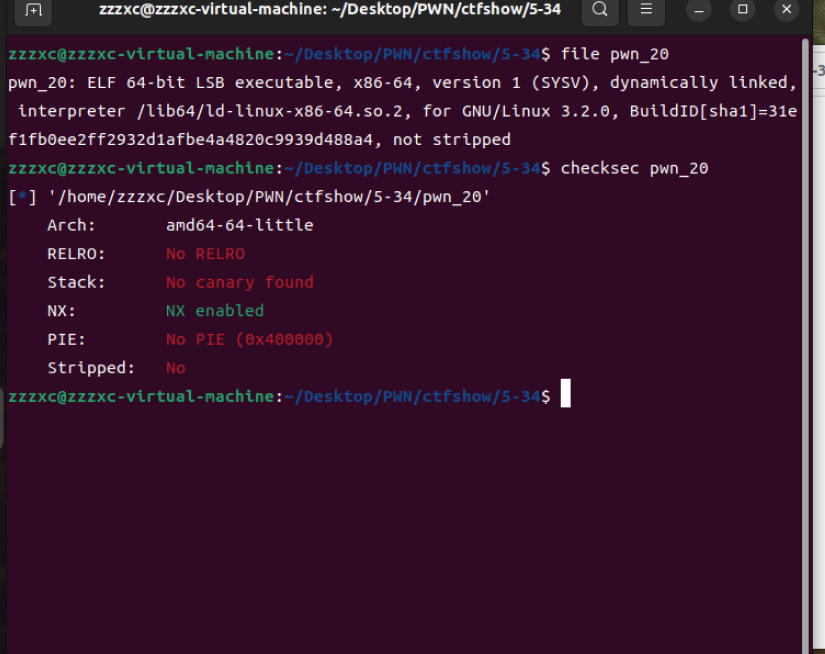 zzzxc@zzzxc-virtual-machine: ~/Desktop/PWN/ctfshow/5-34
zzzxc@zzzxc-virtual-machine:~/Desktop/PWN/ctfshow/5-34$ file pwn_20
pwn_20: ELF 64-bit LSB executable, x86-64, version 1 (SYSV), dynamically linked,
interpreter /lib64/ld-linux-x86-64.so.2, for GNU/Linux 3.2.0, BuildID[sha1]=31e
f1fb0ee2ff2932d1afbe4a4820c9939d488a4, not stripped
zzzxc@zzzxc-virtual-machine:~/Desktop/PWN/ctfshow/5-34$ checksec pwn_20
[*] '/home/zzzxc/Desktop/PWN/ctfshow/5-34/pwn_20'
Arch: amd64-64-little
RELRO: No RELRO
Stack: No canary found
NX: NX enabled
PIE: No PIE (0x400000)
Stripped: No
zzzxc@zzzxc-virtual-machine:~/Desktop/PWN/ctfshow/5-34$